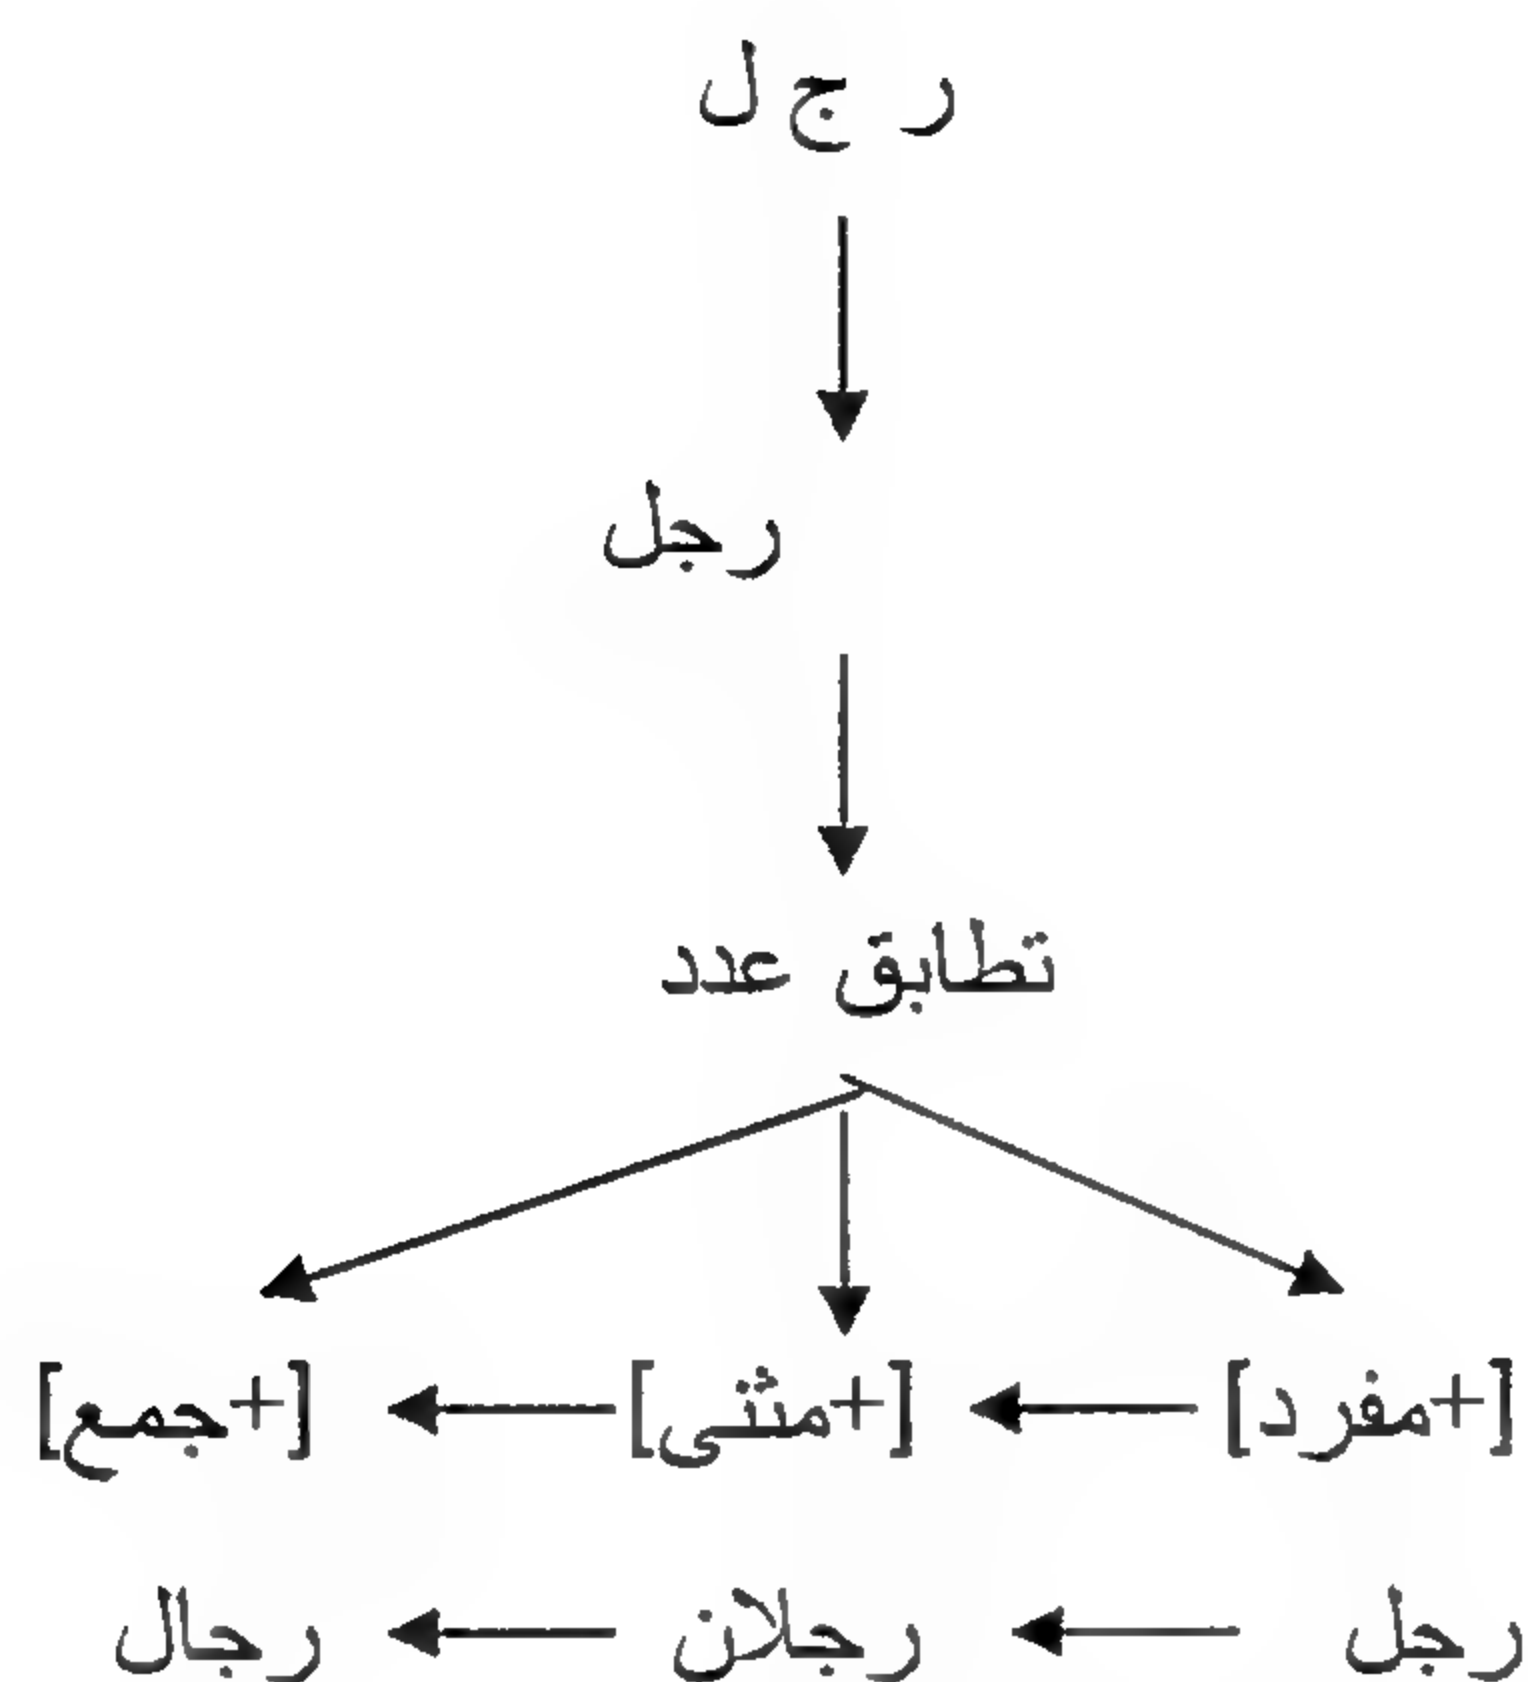 ر ج ل
رجل
تطابق عدد
[+مفرد] [+مثنى] [+جمع]
رجل رجلان رجال